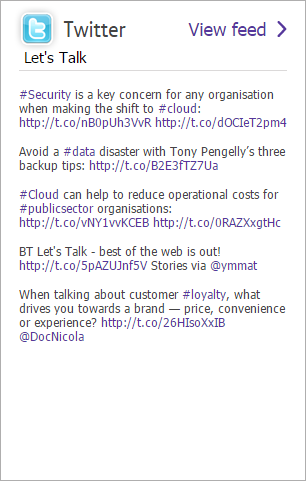 Twitter
View feed
Let's Talk
#Security is a key concern for any organisation
when making the shift to #cloud:
http://t.co/nB0pUh3VvR http://t.co/dOCIeT2pm4
Avoid a #data disaster with Tony Pengelly’s three
backup tips: http://t.co/B2E3fTZ7Ua
#Cloud can help to reduce operational costs for
#publicsector organisations:
http://t.co/vNY1vvKCEB http://t.co/0RAZXxgtHc
BT Let's Talk - best of the web is out!
http://t.co/5pAZUJnf5V Stories via @ymmat
When talking about customer #loyalty, what
drives you towards a brand — price, convenience
or experience? http://t.co/26HIsoXxIB
@DocNicola